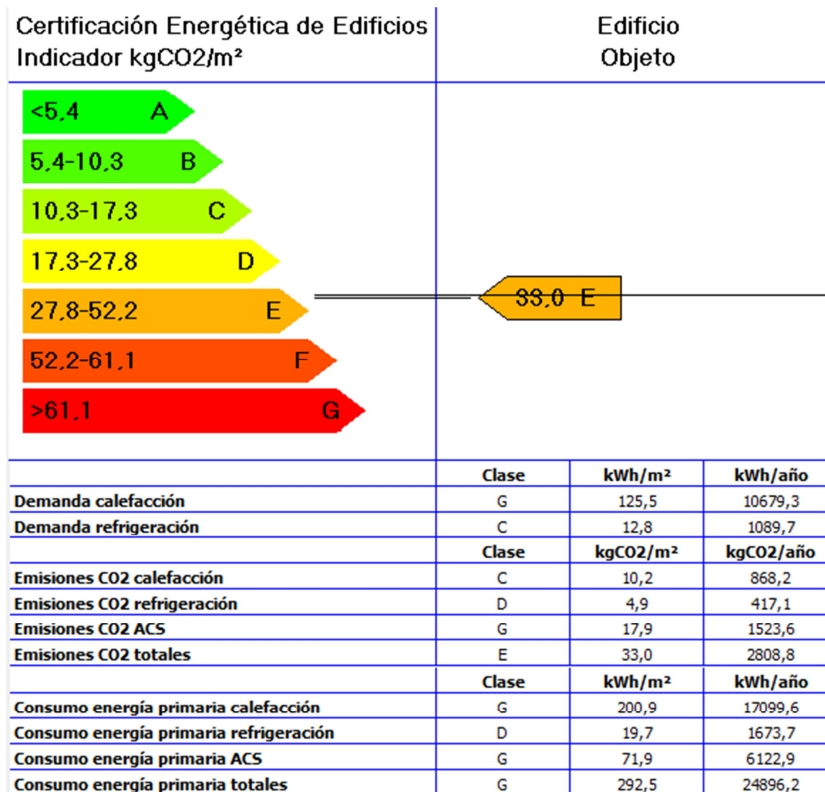 Certificación Energética de Edificios
Indicador kgCO2/m²
Edificio
Objeto
<5,4 A
5,4-10,3 B
10,3-17,3 C
17,3-27,8 D
27,8-52,2 E
33,0 E
52,2-61,1 F
>61,1 G
Clase kWh/m² kWh/año
Demanda calefacción G 125,5 10679,3
Demanda refrigeración C 12,8 1089,7
Clase kgCO2/m² kgCO2/año
Emisiones CO2 calefacción C 10,2 868,2
Emisiones CO2 refrigeración D 4,9 417,1
Emisiones CO2 ACS G 17,9 1523,6
Emisiones CO2 totales E 33,0 2808,8
Clase kWh/m² kWh/año
Consumo energía primaria calefacción G 200,9 17099,6
Consumo energía primaria refrigeración D 19,7 1673,7
Consumo energía primaria ACS G 71,9 6122,9
Consumo energía primaria totales G 292,5 24896,2